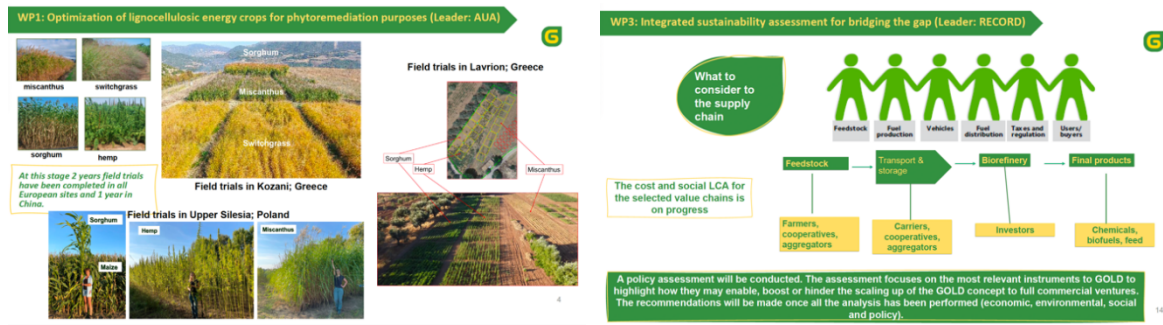 WP1: Optimization of lignocellulosic energy crops for phytoremediation purposes (Leader: AUA)
G
miscanthus
switchgrass
sorghum
hemp
At this stage 2 years field trials
have been completed in all
European sites and 1 year in
China.
Sorghum
Miscanthus
Switchgrass
Field trials in Kozani; Greece
Field trials in Lavrion; Greece
Sorghum
Hemp
Miscanthus
Field trials in Upper Silesia; Poland
Sorghum
Maize
Hemp
Miscanthus
4
WP3: Integrated sustainability assessment for bridging the gap (Leader: RECORD)
G
What to
consider to
the supply
chain
Feedstock
Fuel
production
Vehicles
Fuel
distribution
Taxes and
regulation
Users/
buyers
Feedstock
Transport &
storage
Biorefinery
Final products
The cost and social LCA for
the selected value chains is
on progress
Farmers,
cooperatives,
aggregators
Carriers,
cooperatives,
aggregators
Investors
Chemicals,
biofuels, feed
A policy assessment will be conducted. The assessment focuses on the most relevant instruments to GOLD to
highlight how they may enable, boost or hinder the scaling up of the GOLD concept to full commercial ventures.
The recommendations will be made once all the analysis has been performed (economic, environmental, social
and policy).
14